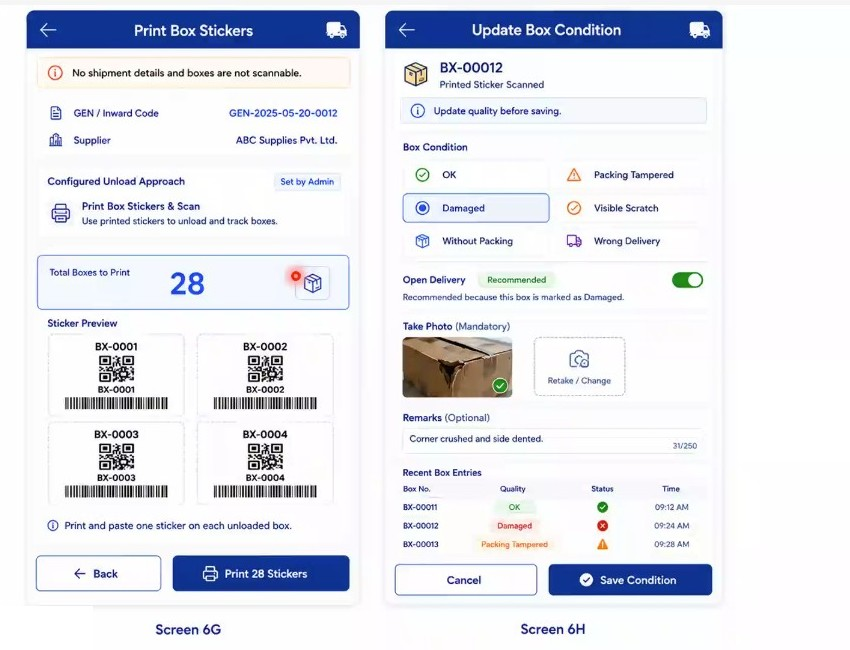 Print Box Stickers
No shipment details and boxes are not scannable.
GEN / Inward Code GEN-2025-05-20-0012
Supplier ABC Supplies Pvt. Ltd.
Configured Unload Approach Set by Admin
Print Box Stickers & Scan
Use printed stickers to unload and track boxes.
Total Boxes to Print 28
Sticker Preview
BX-0001 BX-0002
BX-0001 BX-0002
BX-0003 BX-0004
BX-0003 BX-0004
Print and paste one sticker on each unloaded box.
Back Print 28 Stickers
Screen 6G
Update Box Condition
BX-00012
Printed Sticker Scanned
Update quality before saving.
Box Condition
OK Packing Tampered
Damaged Visible Scratch
Without Packing Wrong Delivery
Open Delivery Recommended
Recommended because this box is marked as Damaged.
Take Photo (Mandatory)
Retake / Change
Remarks (Optional)
Corner crushed and side dented.
31/250
Recent Box Entries
Box No. Quality Status Time
BX-00011 OK 09:12 AM
BX-00012 Damaged 09:24 AM
BX-00013 Packing Tampered 09:28 AM
Cancel Save Condition
Screen 6H